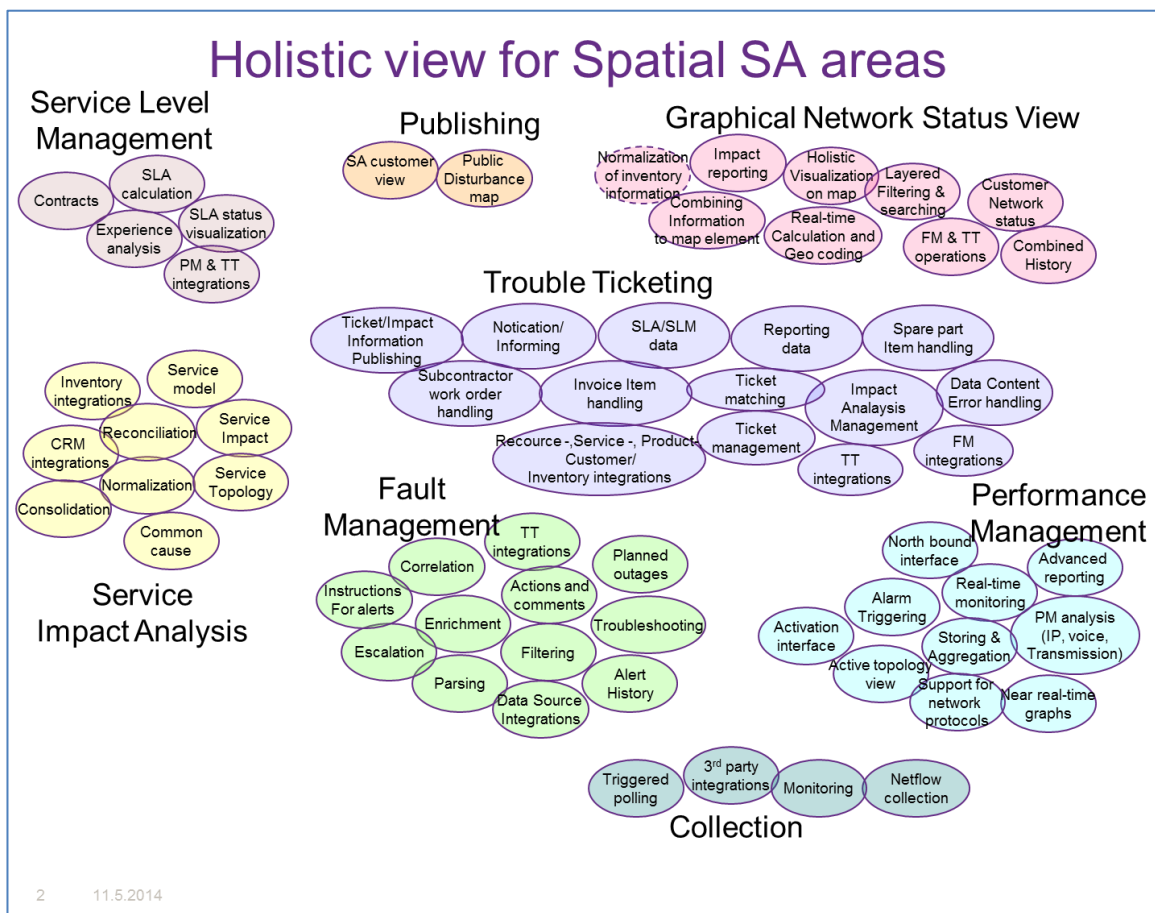 Holistic view for Spatial SA areas
Service Level
Management
Contracts
SLA
calculation
Experience
analysis
SLA status
visualization
PM & TT
integrations
Publishing
SA customer
view
Public
Disturbance
map
Graphical Network Status View
Normalization
of inventory
information
Impact
reporting
Holistic
Visualization
on map
Layered
Filtering &
searching
Customer
Network
status
Combining
Information
to map element
Real-time
Calculation and
Geo coding
FM & TT
operations
Combined
History
Trouble Ticketing
Ticket/Impact
Information
Publishing
Notication/
Informing
SLA/SLM
data
Reporting
data
Spare part
Item handling
Subcontractor
work order
handling
Invoice Item
handling
Ticket
matching
Impact
Analaysis
Management
Data Content
Error handling
Recource -,Service -, Product-,
Customer/
Inventory integrations
Ticket
management
TT
integrations
FM
integrations
Inventory
integrations
Service
model
Reconciliation
Service
Impact
CRM
integrations
Normalization
Service
Topology
Consolidation
Common
cause
Service
Impact Analysis
Fault
Management
TT
integrations
Correlation
Planned
outages
Instructions
For alerts
Actions and
comments
Enrichment
Troubleshooting
Escalation
Filtering
Parsing
Alert
History
Data Source
Integrations
Performance
Management
North bound
interface
Advanced
reporting
Real-time
monitoring
Alarm
Triggering
PM analysis
(IP, voice,
Transmission)
Activation
interface
Storing &
Aggregation
Active topology
view
Support for
network
protocols
Near real-time
graphs
Triggered
polling
3rd party
integrations
Monitoring
Netflow
collection
Collection
2 11.5.2014